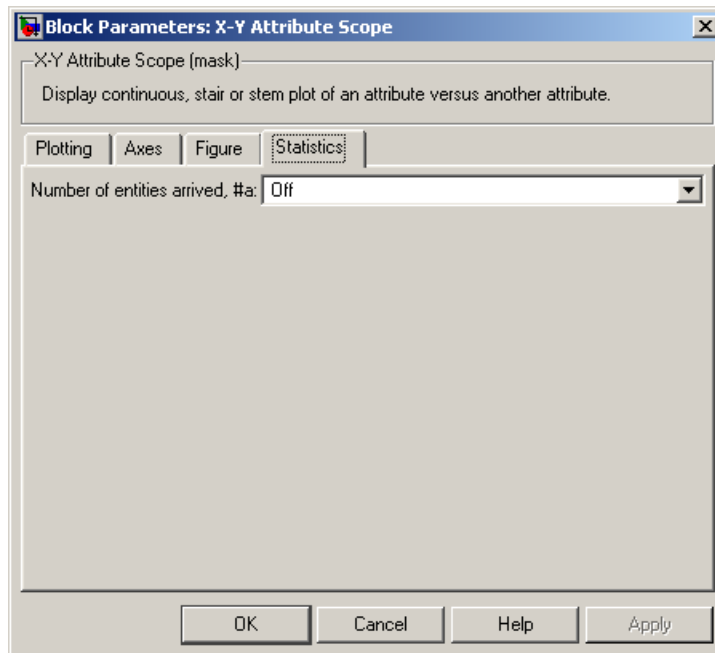 Block Parameters: X-Y Attribute Scope
X-Y Attribute Scope (mask)
Display continuous, stair or stem plot of an attribute versus another attribute.
Plotting Axes Figure Statistics
Number of entities arrived, #a: Off
OK Cancel Help Apply